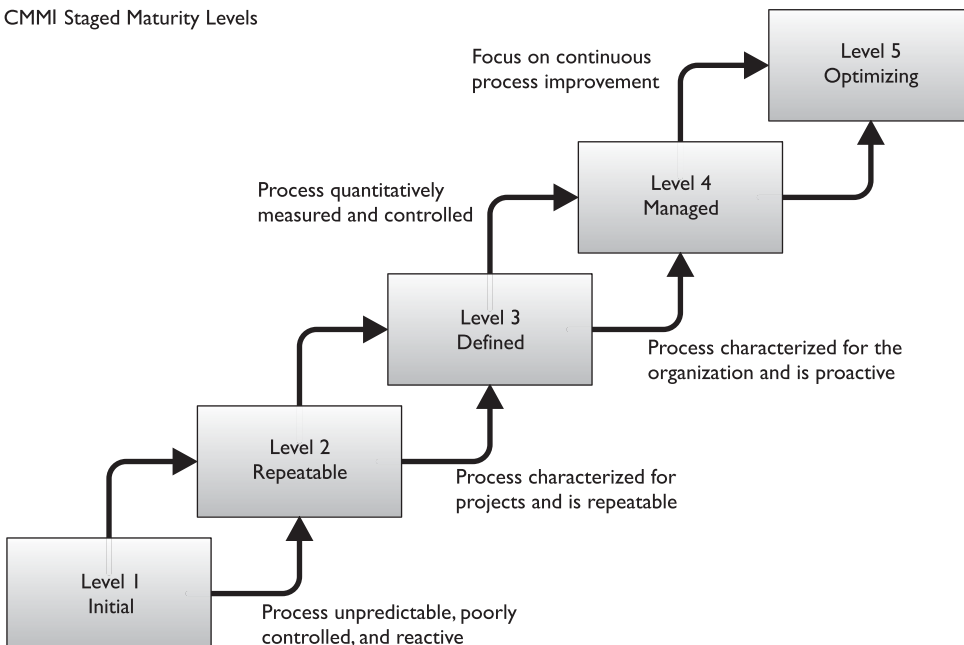 CMMI Staged Maturity Levels
Focus on continuous
process improvement
Level 5
Optimizing
Process quantitatively
measured and controlled
Level 4
Managed
Level 3
Defined
Process characterized for the
organization and is proactive
Level 2
Repeatable
Process characterized for
projects and is repeatable
Level 1
Initial
Process unpredictable, poorly
controlled, and reactive